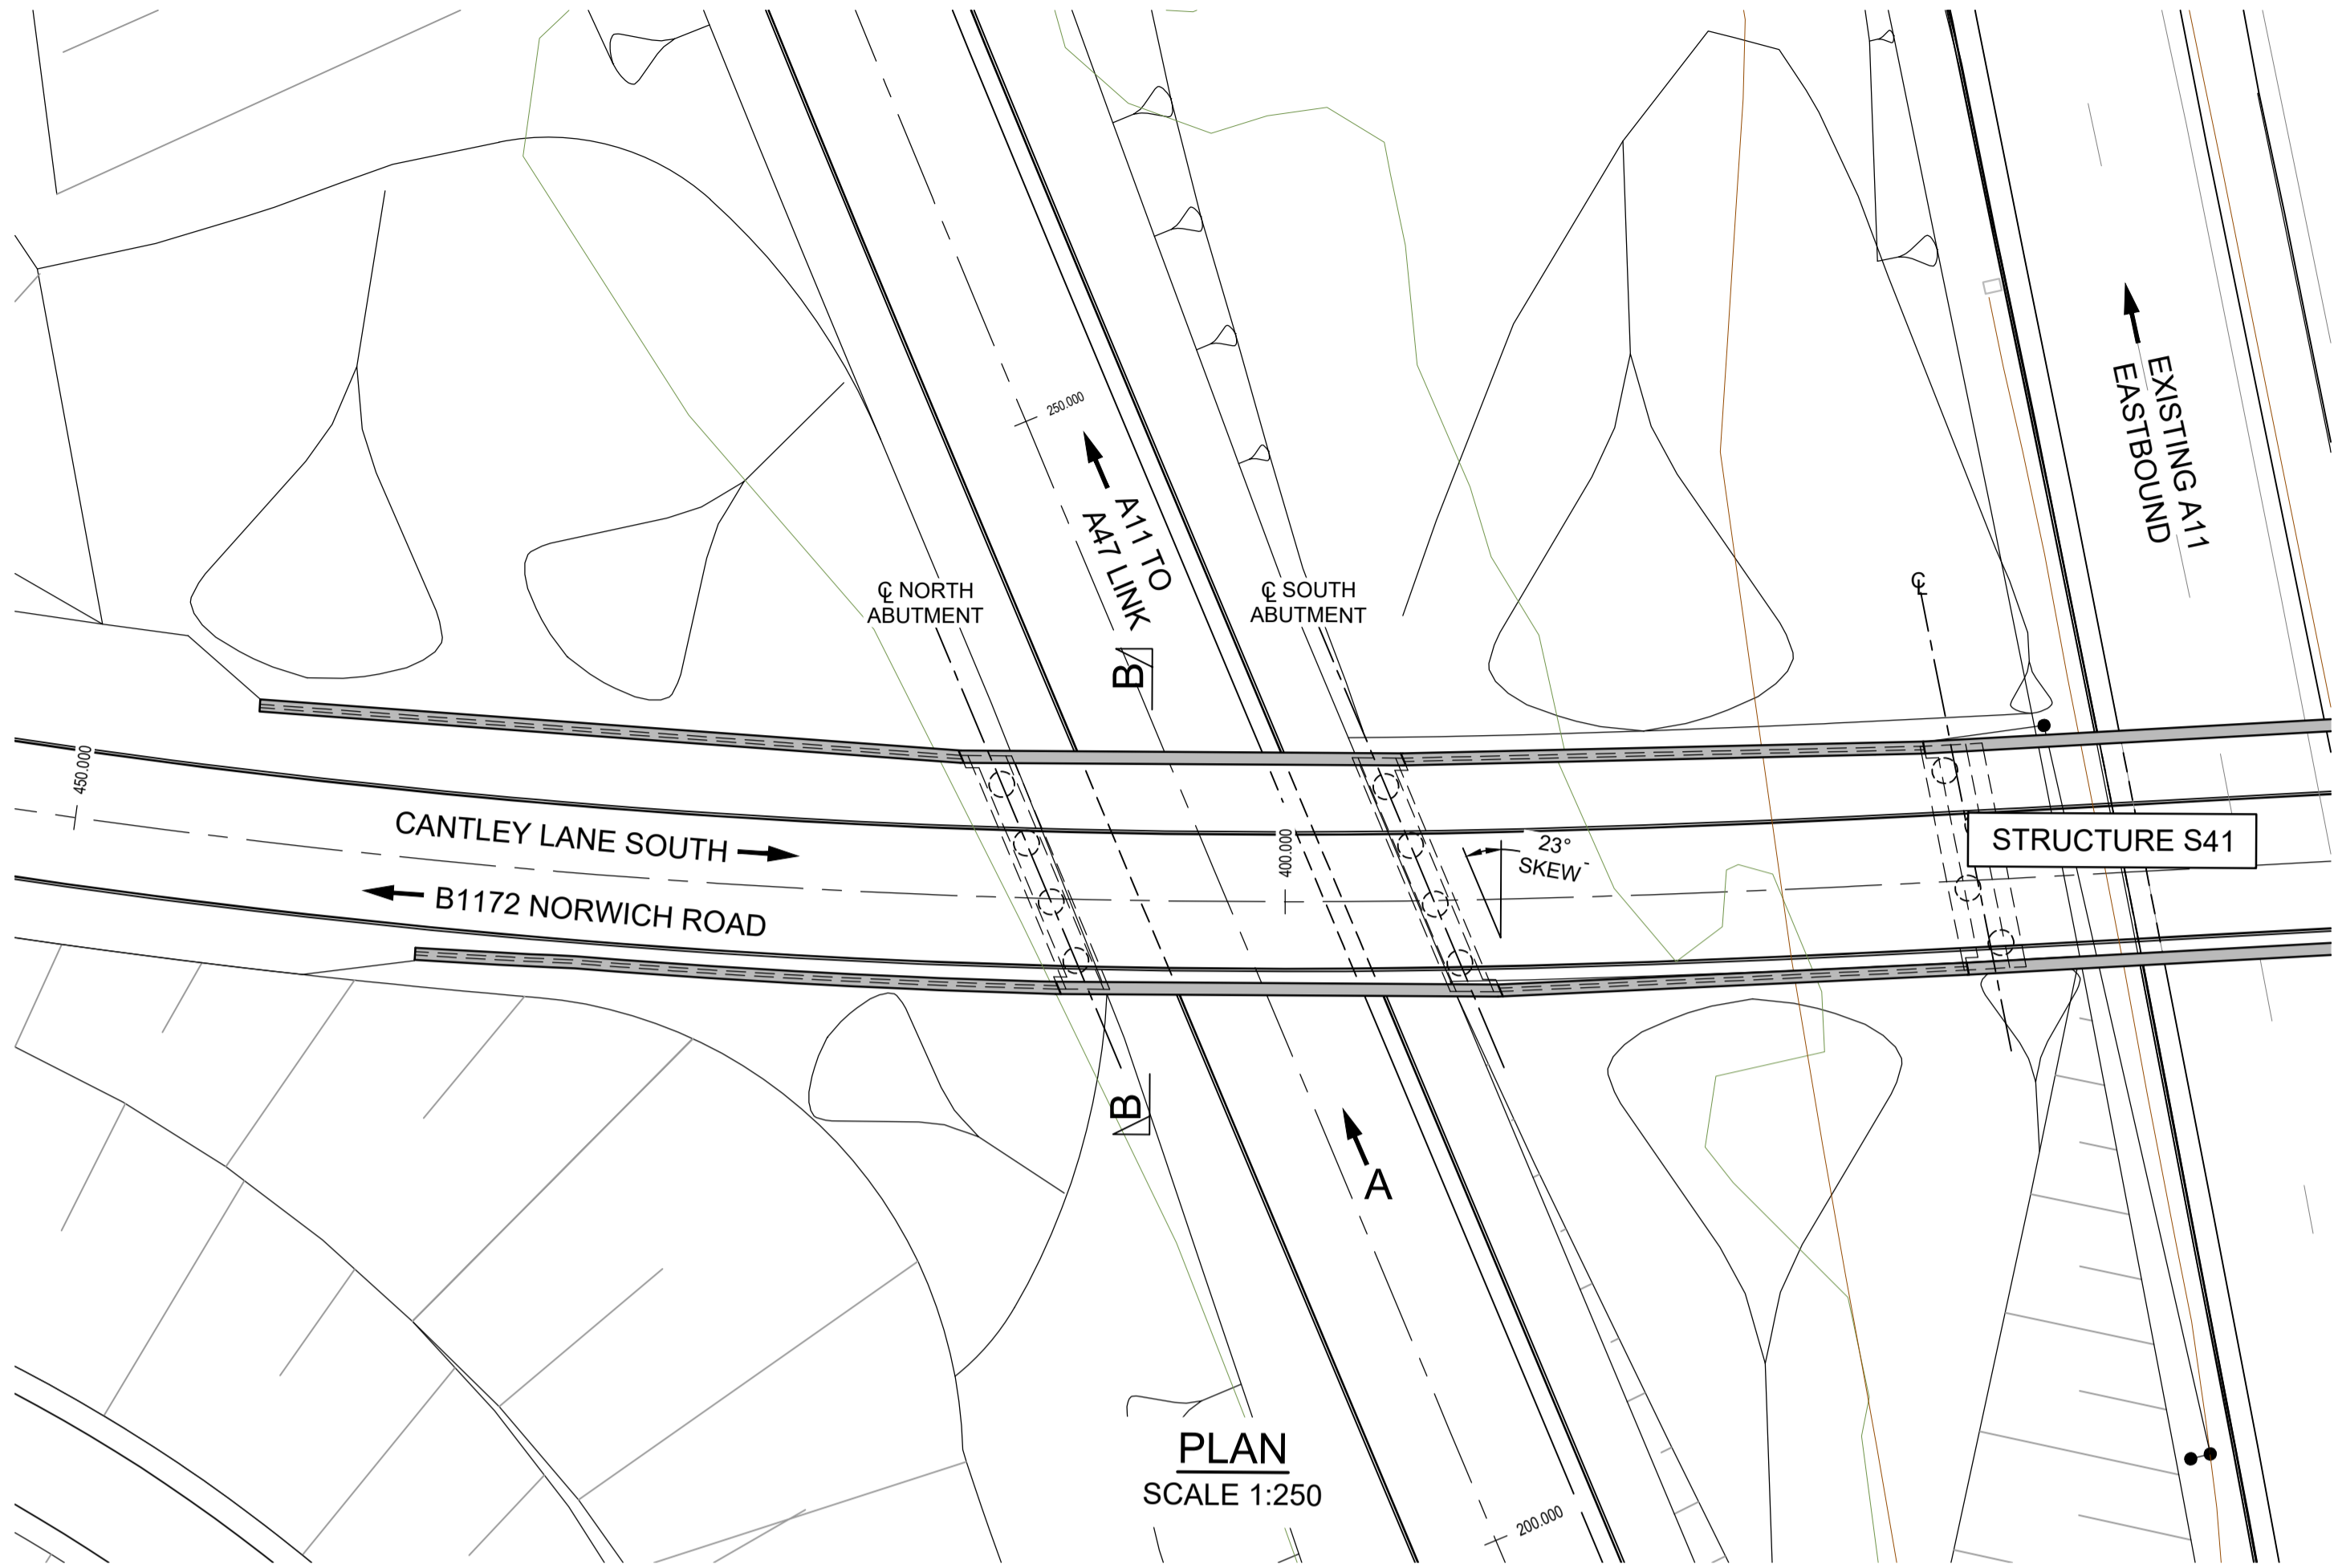 250.000
EXISTING A11
EASTBOUND
A11 TO
A47 LINK
℄ NORTH
ABUTMENT
℄ SOUTH
ABUTMENT
℄
B
450.000
CANTLEY LANE SOUTH
B1172 NORWICH ROAD
400.000
23°
SKEW
STRUCTURE S41
B
A
PLAN
SCALE 1:250
200.000